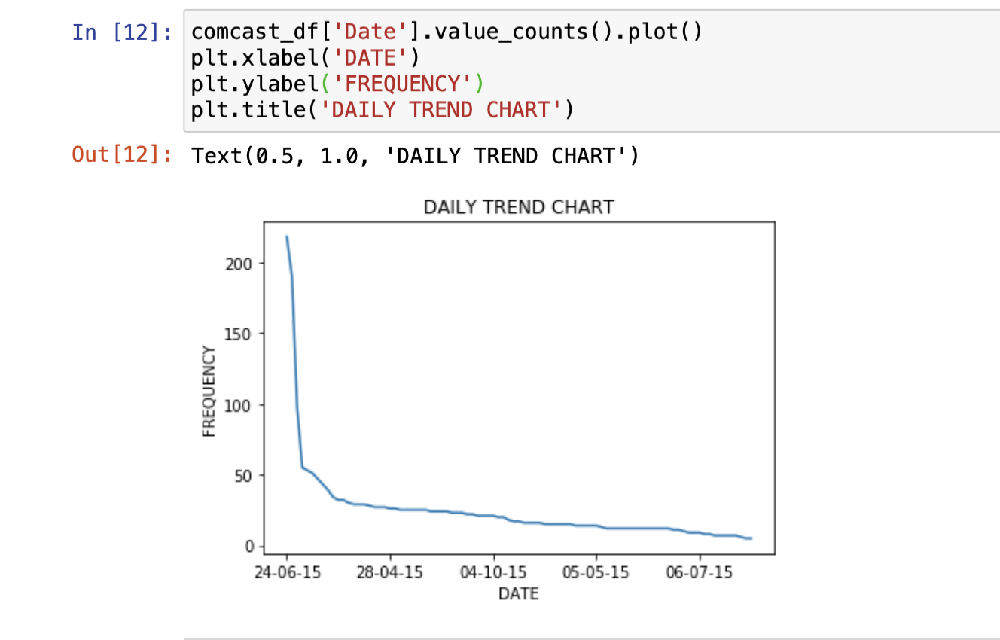 In [12]: comcast_df['Date'].value_counts().plot()
plt.xlabel('DATE')
plt.ylabel('FREQUENCY')
plt.title('DAILY TREND CHART')
Out[12]: Text(0.5, 1.0, 'DAILY TREND CHART')
DAILY TREND CHART
200
150
100
50
0
FREQUENCY
24-06-15 28-04-15 04-10-15 05-05-15 06-07-15
DATE